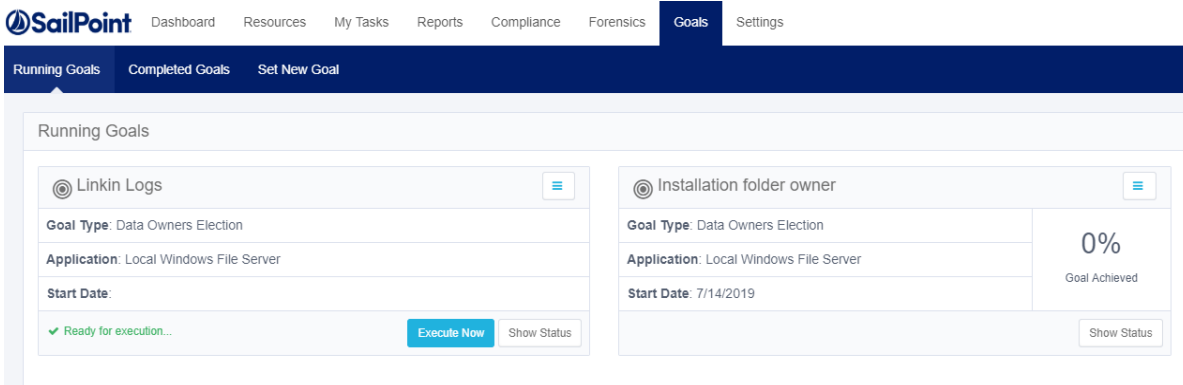 SailPoint Dashboard Resources My Tasks Reports Compliance Forensics Goals Settings
Running Goals Completed Goals Set New Goal
Running Goals
Linkin Logs
Goal Type: Data Owners Election
Application: Local Windows File Server
Start Date:
Ready for execution...
Execute Now
Show Status
Installation folder owner
Goal Type: Data Owners Election
Application: Local Windows File Server
Start Date: 7/14/2019
0%
Goal Achieved
Show Status